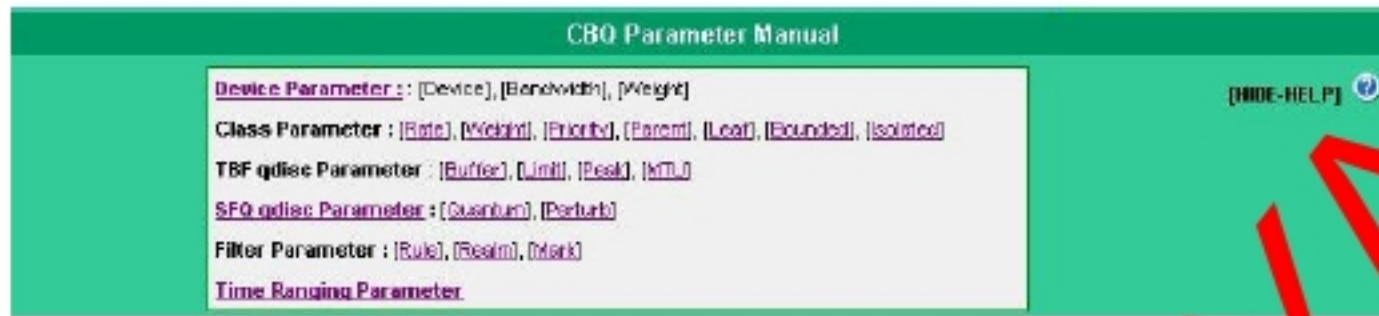 CBQ Parameter Manual
Device Parameter : : [Device], [Bandwidth], [Weight]
[HIDE-HELP]
Class Parameter : [Rate], [Weight], [Priority], [Parent], [Leaf], [Bounded], [Isolated]
TBF qdisc Parameter : [Buffer], [Limit], [Peak], [MTU]
SFQ qdisc Parameter : [Quantum], [Perturb]
Filter Parameter : [Rule], [Realm], [Mark]
Time Ranging Parameter